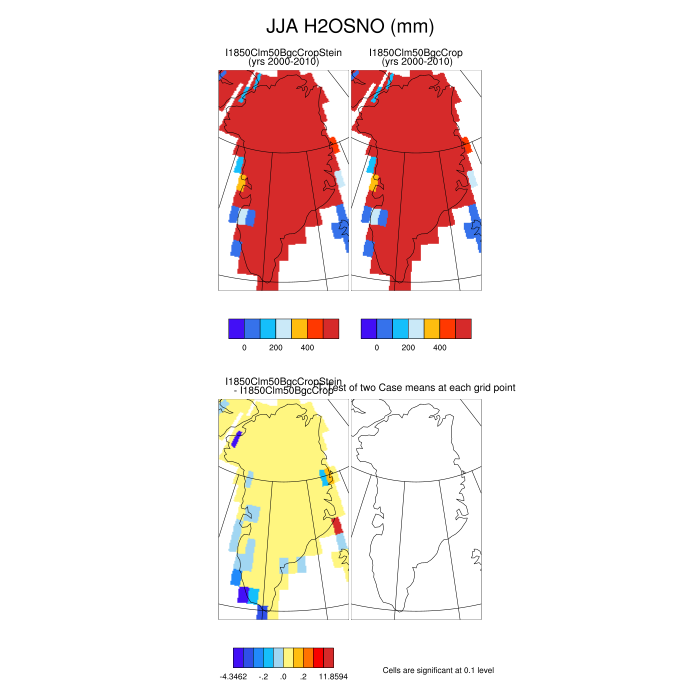 JJA H2OSNO (mm)
I1850Clm50BgcCropStein
(yrs 2000-2010)
I1850Clm50BgcCrop
(yrs 2000-2010)
0 200 400
0 200 400
I1850Clm50BgcCropStein
- I1850Clm50BgcCrop
Test of two Case means at each grid point
-4.3462 -.2 .0 .2 11.8594
Cells are significant at 0.1 level